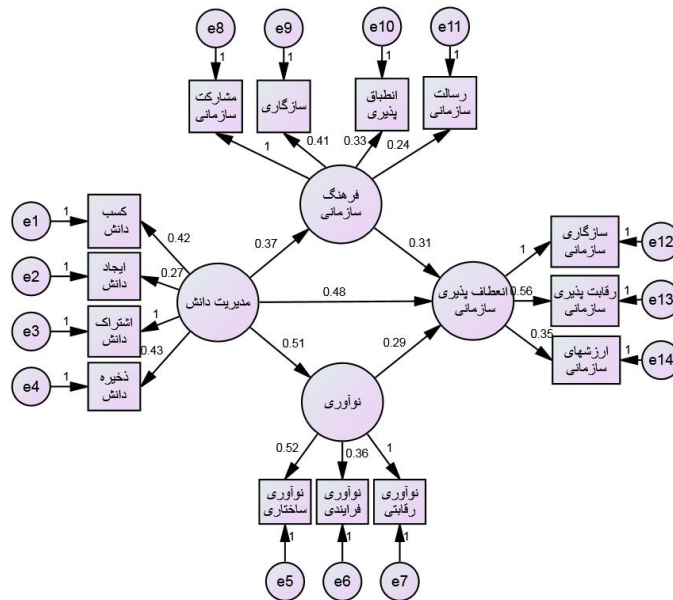 e8
e9
e10
e11
1
1
1
1
مشارکت
سازمانی
سازگاری
انطباق
پذیری
رسالت
سازمانی
1
0.41
0.33
0.24
فرهنگ
سازمانی
e1
1
کسب
دانش
e2
1
ایجاد
دانش
e3
1
اشتراک
دانش
e4
1
ذخیره
دانش
0.42
0.27
1
0.43
مدیریت دانش
0.37
0.31
0.48
0.51
0.29
انعطاف پذیری
سازمانی
1
0.56
0.35
سازگاری
سازمانی
1
e12
رقابت پذیری
سازمانی
1
e13
ارزشهای
سازمانی
1
e14
نوآوری
0.52
0.36
1
نوآوری
ساختاری
نوآوری
فرایندی
نوآوری
رقابتی
1
1
1
e5
e6
e7